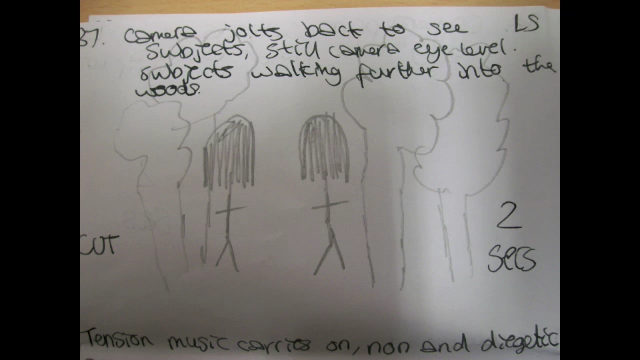 37. camera jolts back to see LS
subjects, still camera eye level.
subjects walking further into the
woods.
CUT
2
secs
Tension music carries on, non and diegetic